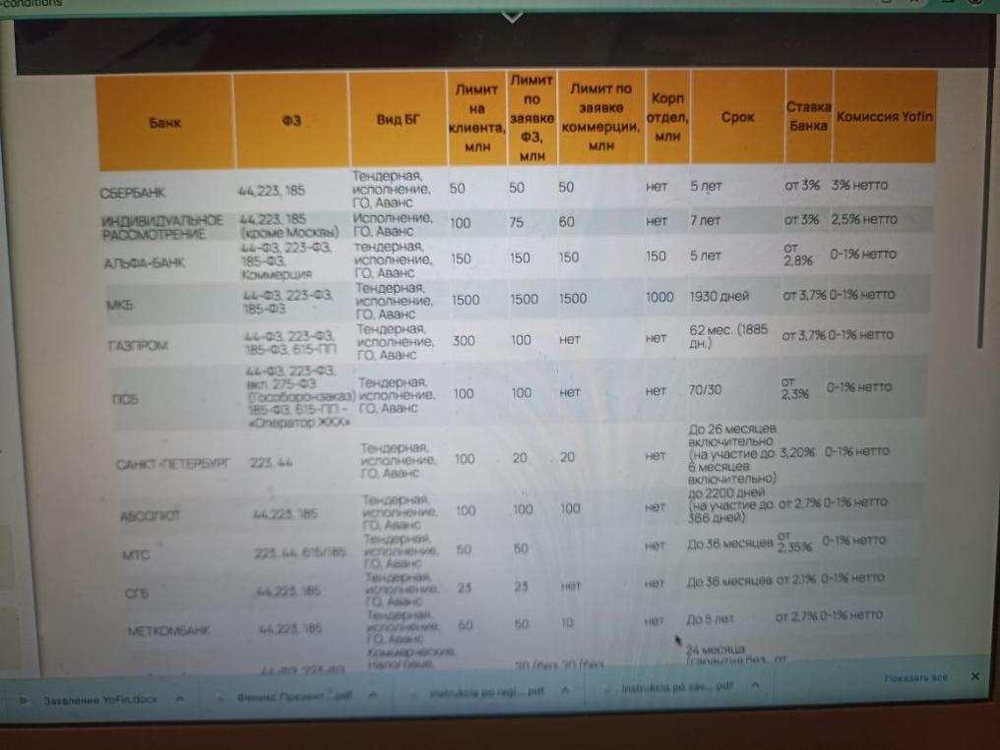 -conditions
Банк ФЗ Вид БГ Лимит на клиента, млн Лимит по заявке ФЗ, млн Лимит по заявке коммерции, млн Корп отдел, млн Срок Ставка Банка Комиссия Yofin
СБЕРБАНК 44,223, 185 Тендерная, исполнение, ГО, Аванс 50 50 50 нет 5 лет от 3% 3% нетто
ИНДИВИДУАЛЬНОЕ РАССМОТРЕНИЕ 44,223, 185 (кроме Москвы) Исполнение, ГО, Аванс 100 75 60 нет 7 лет от 3% 2,5% нетто
АЛЬФА-БАНК 44-ФЗ, 223-ФЗ, 185-ФЗ, Коммерция тендерная, исполнение, ГО, Аванс 150 150 150 150 5 лет от 2,8% 0-1% нетто
МКБ 44-ФЗ, 223-ФЗ, 185-ФЗ Тендерная, исполнение, ГО, Аванс 1500 1500 1500 1000 1930 дней от 3,7% 0-1% нетто
ГАЗПРОМ 44-ФЗ, 223-ФЗ, 185-ФЗ, 615-ПП Тендерная, исполнение, ГО, Аванс 300 100 нет нет 62 мес. (1885 дн.) от 3,7% 0-1% нетто
ПСБ 44-ФЗ, 223-ФЗ, вкл. 275-ФЗ (Гособоронзаказ) 185-ФЗ, 615-ПП - «Оператор ЖКХ» Тендерная, исполнение, ГО, Аванс 100 100 нет нет 70/30 от 2,3% 0-1% нетто
САНКТ-ПЕТЕРБУРГ 223, 44 Тендерная, исполнение, ГО, Аванс 100 20 20 нет До 26 месяцев включительно (на участие до 6 месяцев включительно) 3,20% 0-1% нетто
АБСОЛЮТ 44,223, 185 Тендерная, исполнение, ГО, Аванс 100 100 100 нет до 2200 дней (на участие до 366 дней) от 2,7% 0-1% нетто
МТС 223, 44, 615/185 Тендерная, исполнение, ГО, Аванс 50 50 нет До 36 месяцев от 2,35% 0-1% нетто
СГБ 44,223, 185 Тендерная, исполнение, ГО, Аванс 23 23 нет нет До 36 месяцев от 2,1% 0-1% нетто
МЕТКОМБАНК 44,223, 185 Тендерная, исполнение, ГО, Аванс 50 50 10 нет До 5 лет от 2,7% 0-1% нетто
44-ФЗ, 223-ФЗ Коммерческие, Налоговые, 24 месяца от
Заявление YoFin.docx Феникс Презент....pdf instrukcia po regi....pdf instrukcia po zav....pdf Показать все